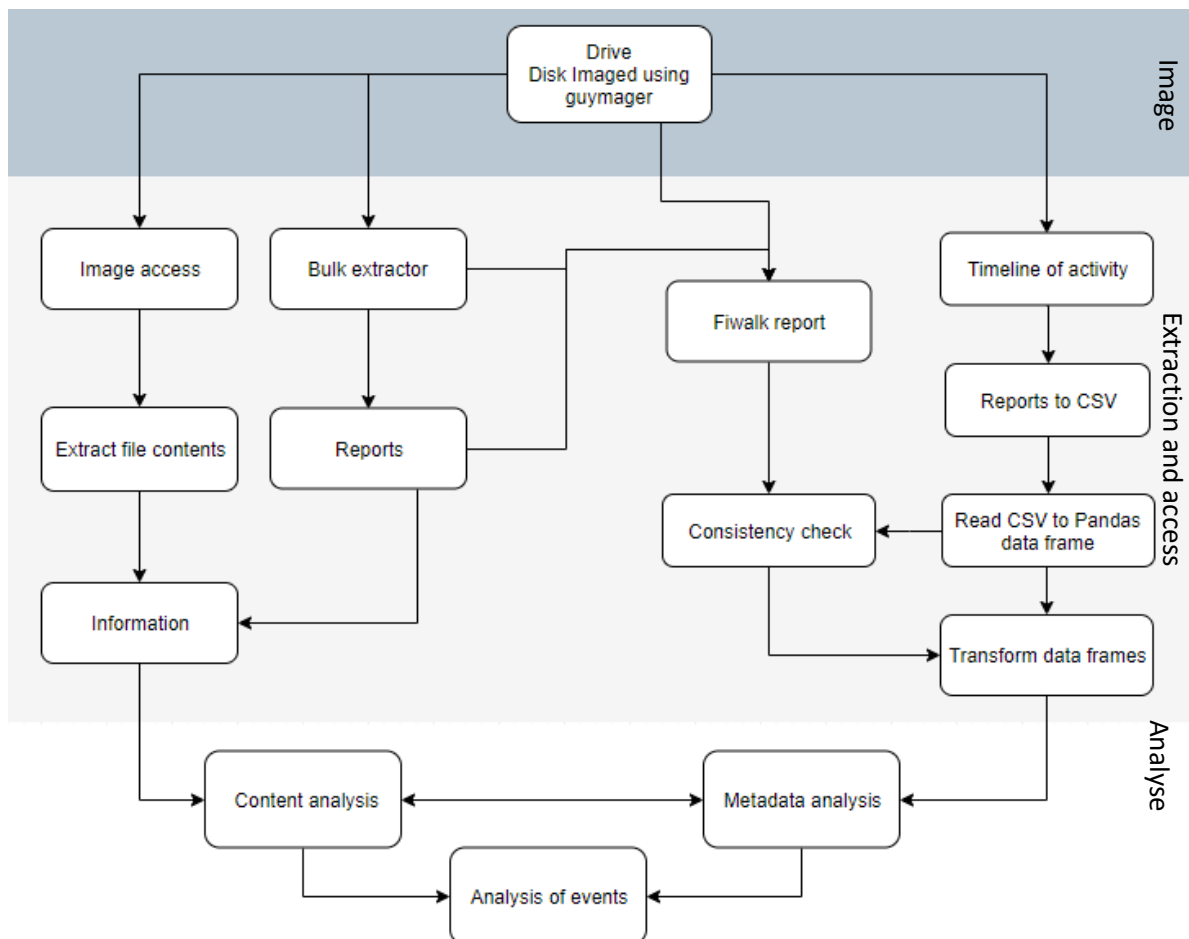 Drive
Disk Imaged using
guymager
Image
Image access
Bulk extractor
Timeline of activity
Fiwalk report
Extraction and access
Reports to CSV
Extract file contents
Reports
Consistency check
Read CSV to Pandas
data frame
Information
Transform data frames
Analyse
Content analysis
Metadata analysis
Analysis of events